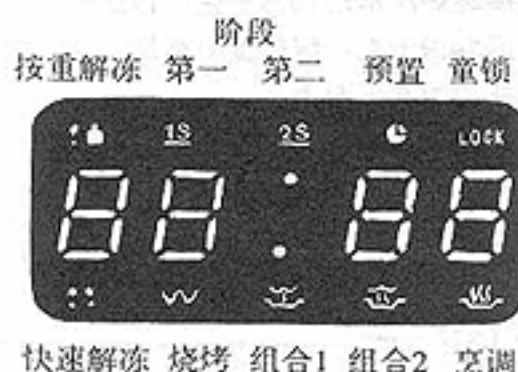 阶段
按重解冻 第一 第二 预置 童锁
1S 2S LOCK
88:88
快速解冻 烧烤 组合1 组合2 烹调